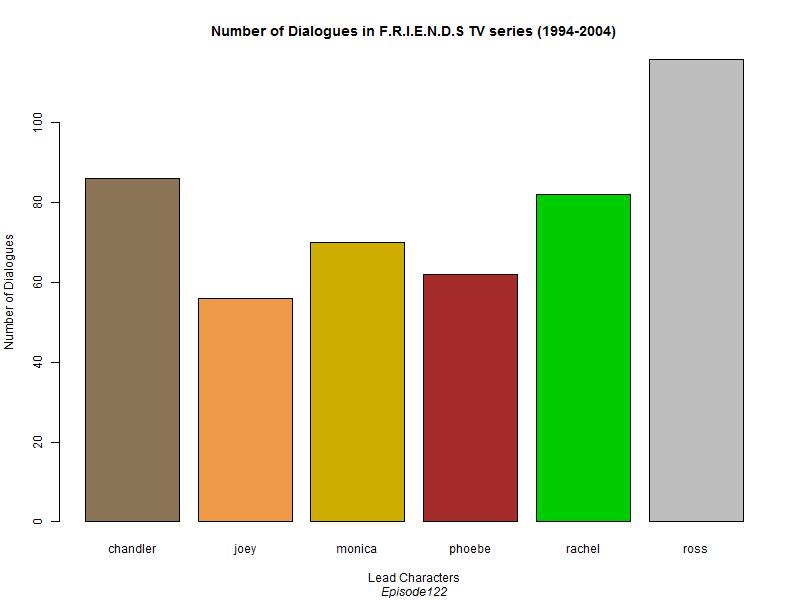 Number of Dialogues in F.R.I.E.N.D.S TV series (1994-2004)
Number of Dialogues
100
80
60
40
20
0
chandler joey monica phoebe rachel ross
Lead Characters
Episode122